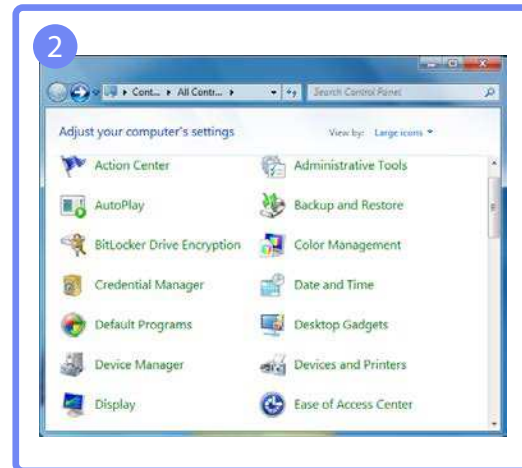 2
Cont... All Contr...
Search Control Panel
Adjust your computer's settings
View by: Large icons
Action Center
Administrative Tools
AutoPlay
Backup and Restore
BitLocker Drive Encryption
Color Management
Credential Manager
Date and Time
Default Programs
Desktop Gadgets
Device Manager
Devices and Printers
Display
Ease of Access Center